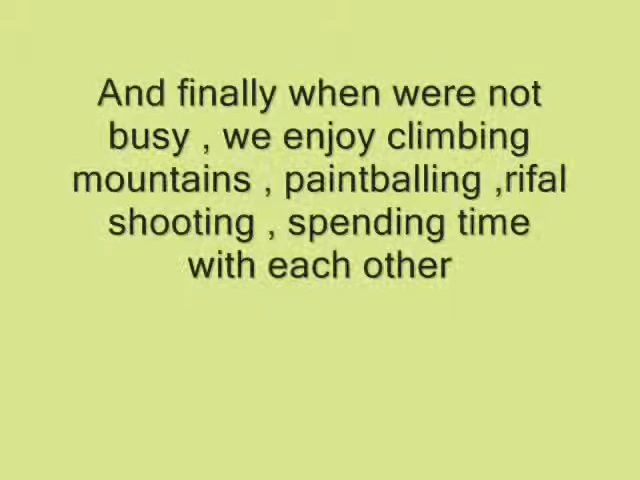 And finally when were not
busy , we enjoy climbing
mountains , paintballing ,rifal
shooting , spending time
with each other